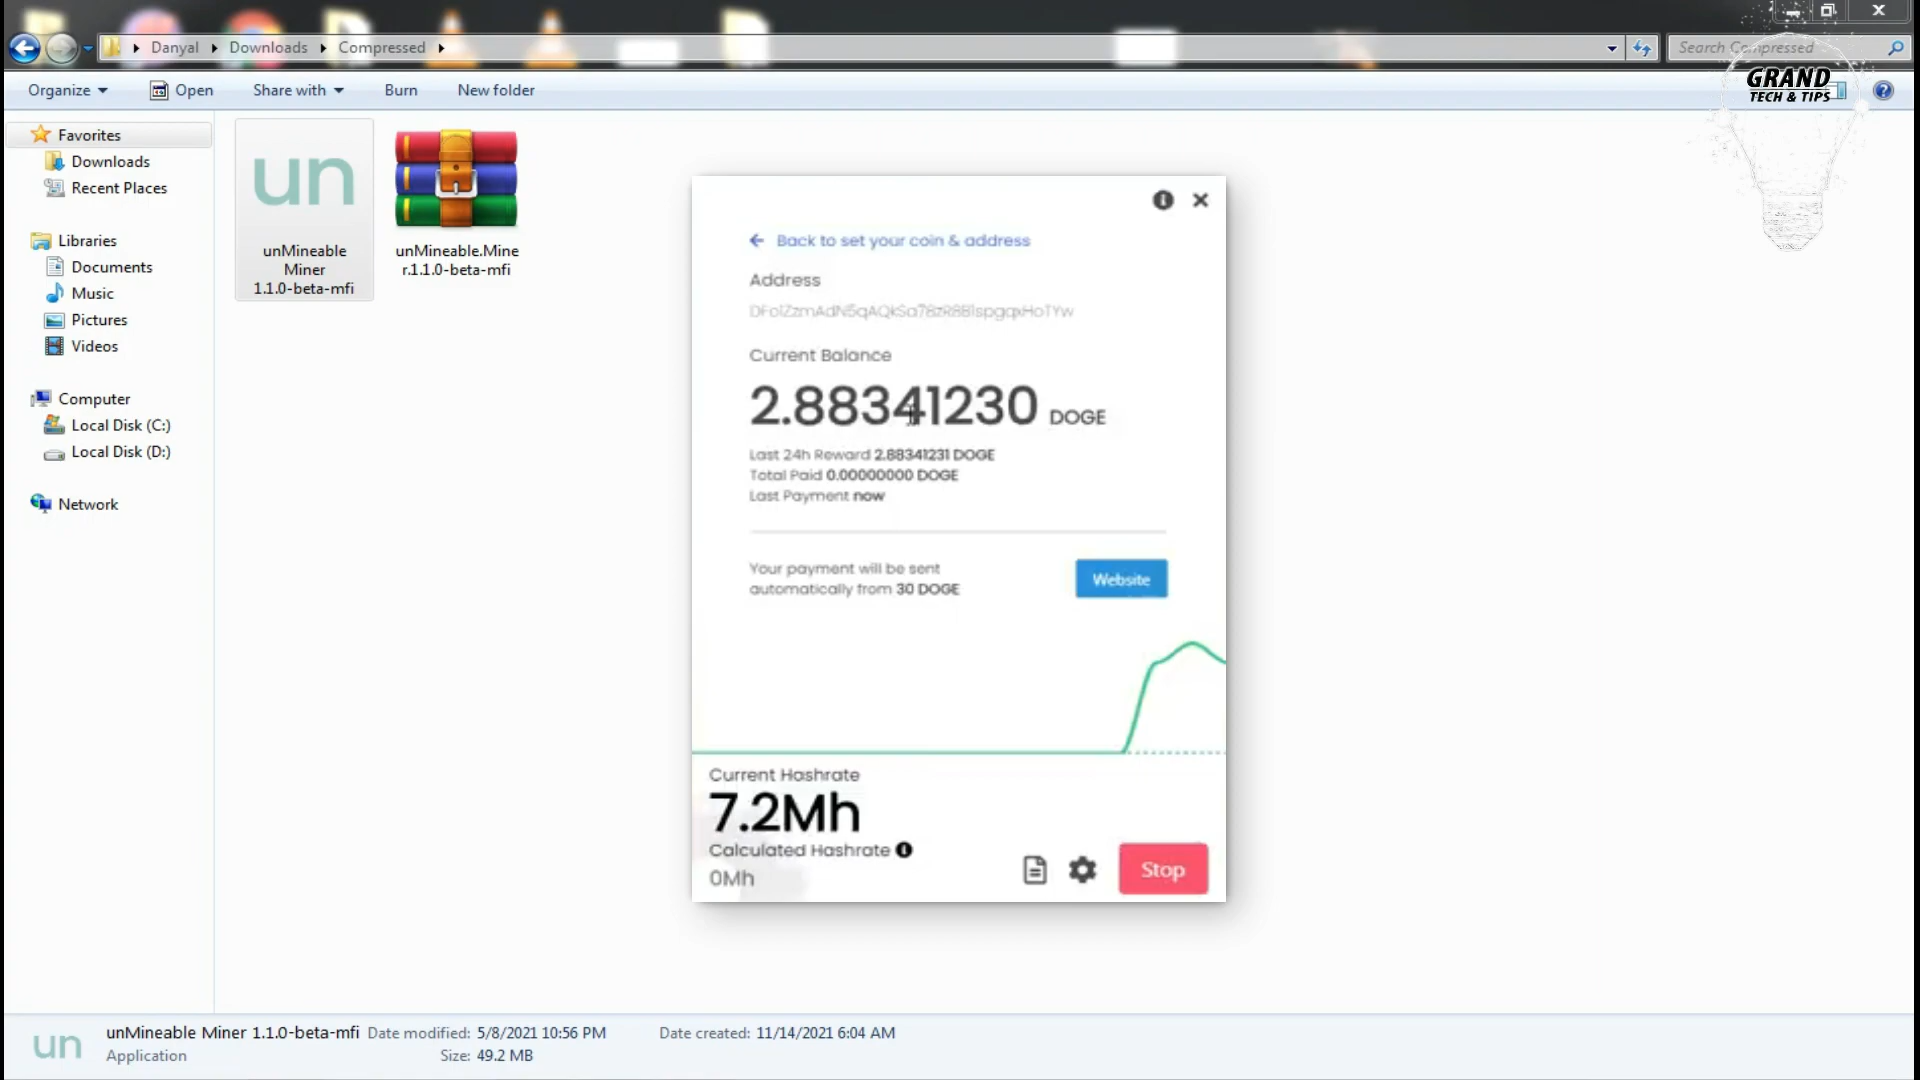 Danyal Downloads Compressed
Search Compressed
GRAND
TECH & TIPS
Organize Open Share with Burn New folder
Favorites
Downloads
Recent Places
Libraries
Documents
Music
Pictures
Videos
Computer
Local Disk (C:)
Local Disk (D:)
Network
un
unMineable
Miner
1.1.0-beta-mfi
unMineable.Mine
r.1.1.0-beta-mfi
Back to set your coin & address
Address
Current Balance
2.88341230 DOGE
Last 24h Reward 2.88341231 DOGE
Total Paid 0.00000000 DOGE
Last Payment now
Your payment will be sent
automatically from 30 DOGE
Website
Current Hashrate
7.2Mh
Calculated Hashrate
0Mh
Stop
un
unMineable Miner 1.1.0-beta-mfi Date modified: 5/8/2021 10:56 PM Date created: 11/14/2021 6:04 AM
Application Size: 49.2 MB